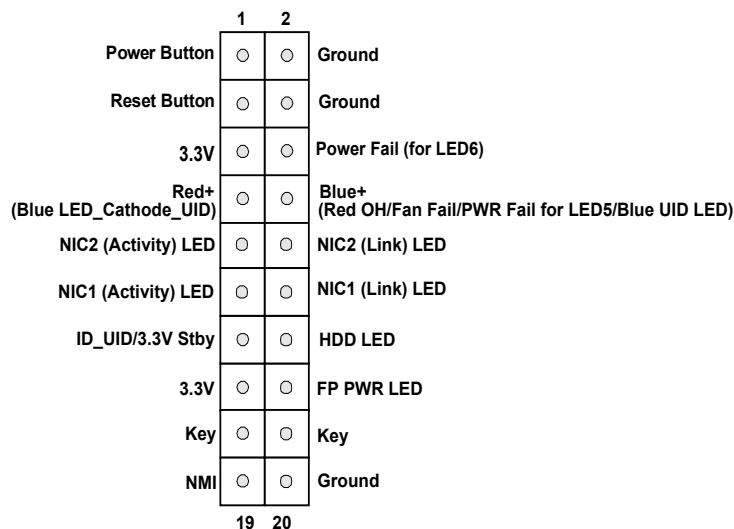 1 2
Power Button Ground
Reset Button Ground
3.3V Power Fail (for LED6)
Red+ Blue+
(Blue LED_Cathode_UID) (Red OH/Fan Fail/PWR Fail for LED5/Blue UID LED)
NIC2 (Activity) LED NIC2 (Link) LED
NIC1 (Activity) LED NIC1 (Link) LED
ID_UID/3.3V Stby HDD LED
3.3V FP PWR LED
Key Key
NMI Ground
19 20